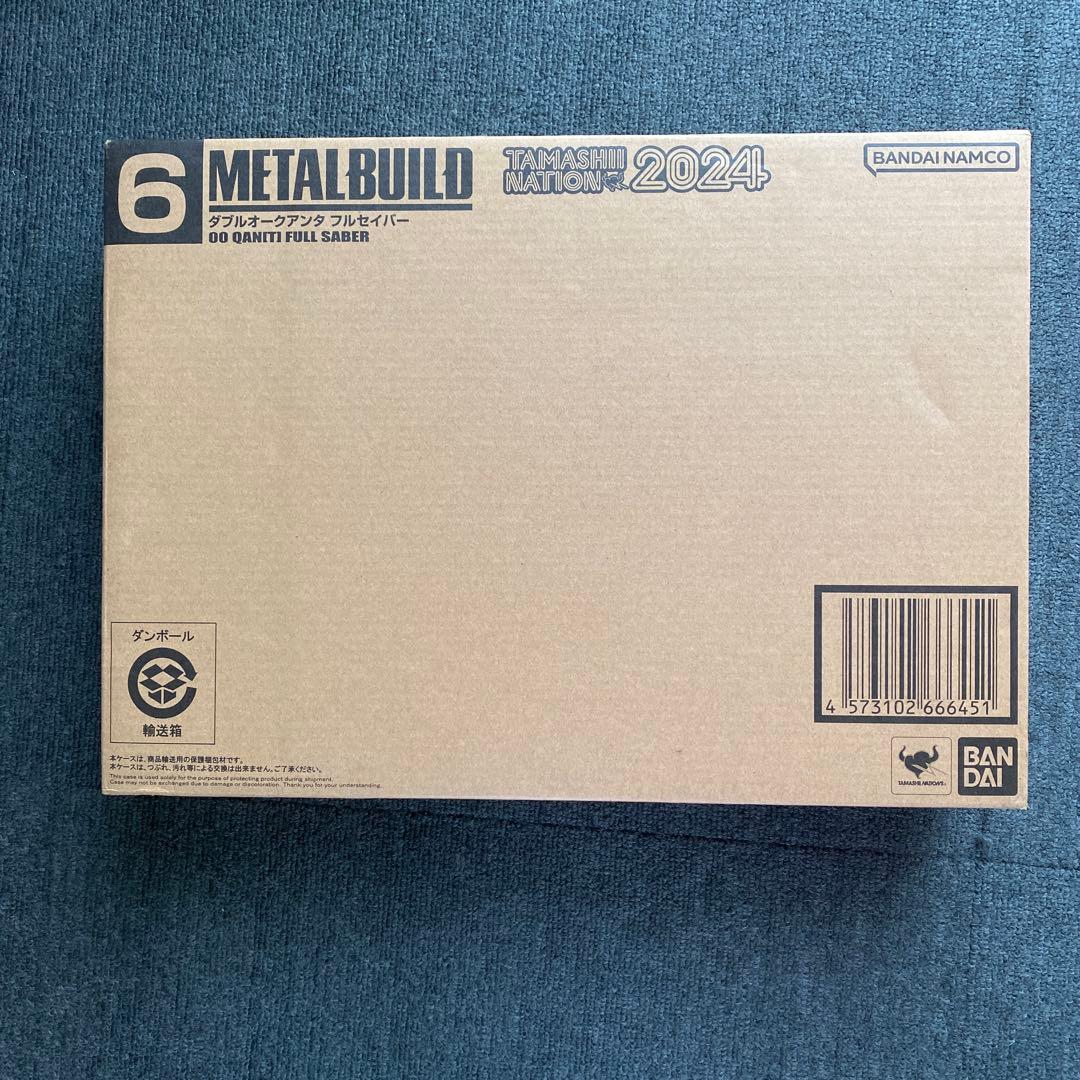 6
METALBUILD
ダブルオークアンタ フルセイバー
00 QAN[T] FULL SABER
TAMASHII
NATION 2024
BANDAI NAMCO
ダンボール
輸送箱
本ケースは、商品輸送用の保護梱包材です。
本ケースは、つぶれ、汚れ等による交換は出来ません。ご了承ください。
This case is used solely for the purpose of protecting product during shipment.
Case may not be exchanged due to damage or discoloration. Thank you for your understanding.
4 573102 666451
TAMASHII NATIONS
BAN
DAI